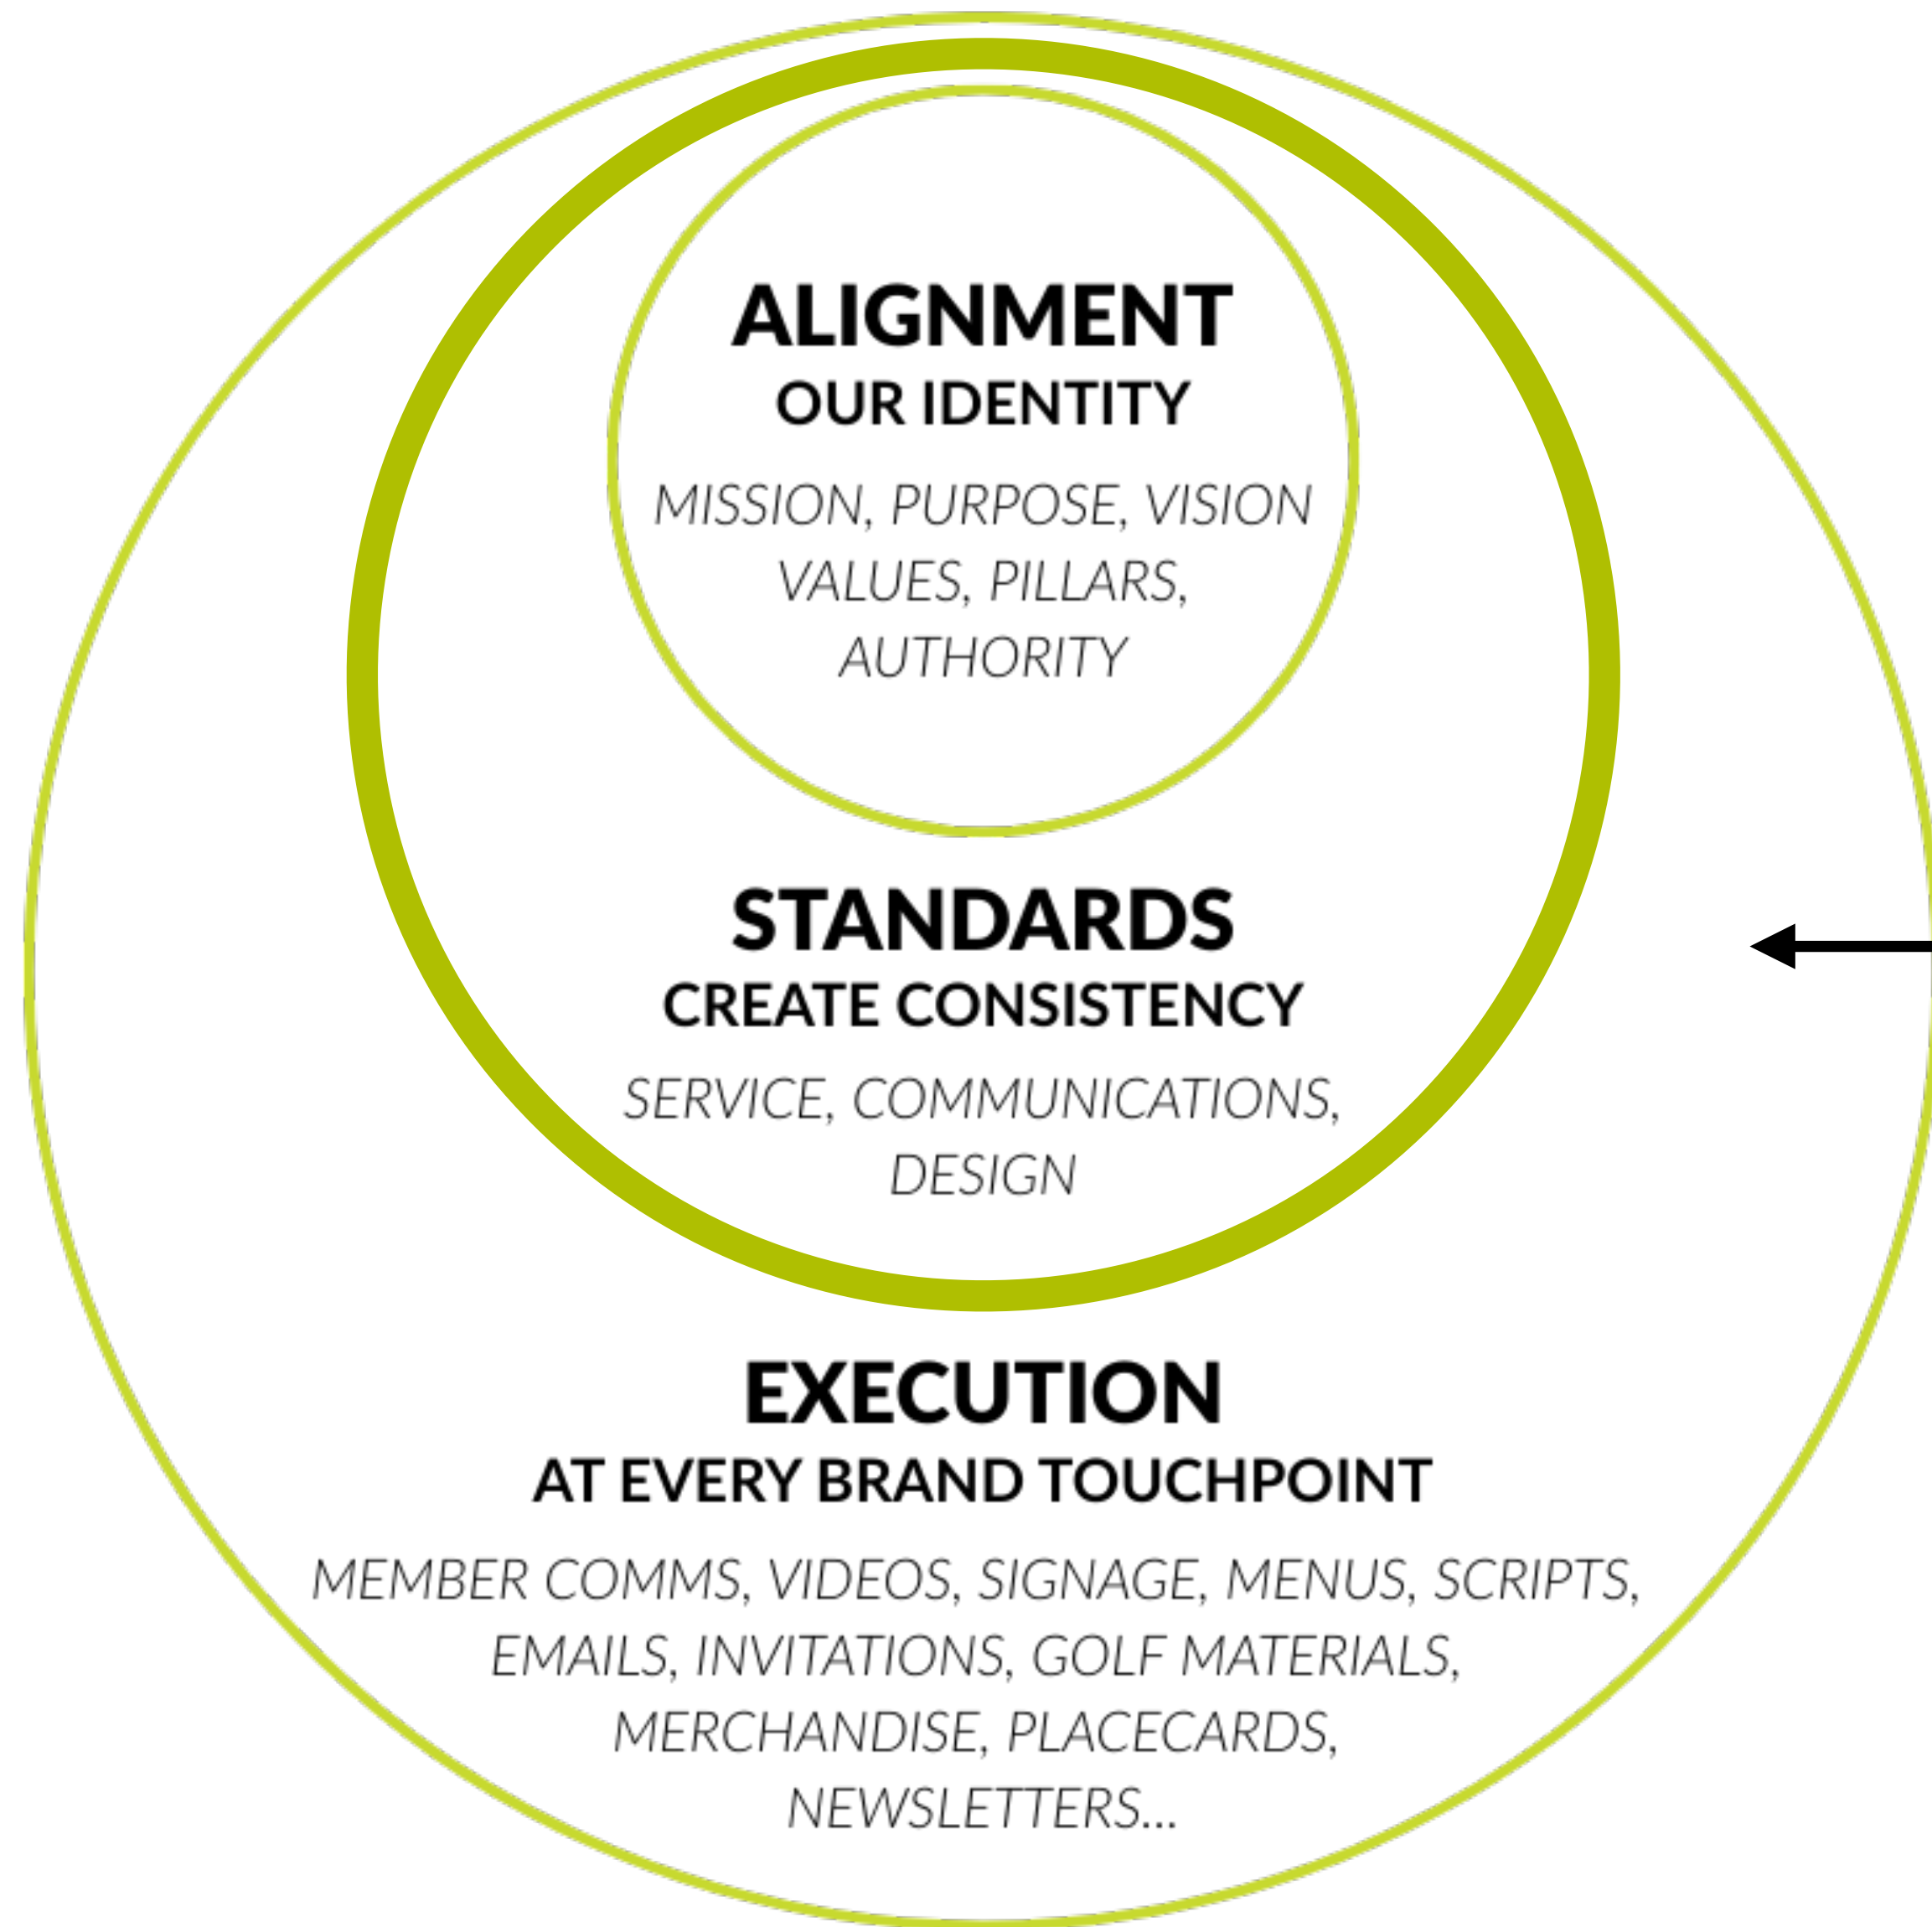 ALIGNMENT
OUR IDENTITY
MISSION, PURPOSE, VISION
VALUES, PILLARS,
AUTHORITY
STANDARDS
CREATE CONSISTENCY
SERVICE, COMMUNICATIONS,
DESIGN
EXECUTION
AT EVERY BRAND TOUCHPOINT
MEMBER COMMS, VIDEOS, SIGNAGE, MENUS, SCRIPTS,
EMAILS, INVITATIONS, GOLF MATERIALS,
MERCHANDISE, PLACECARDS,
NEWSLETTERS...